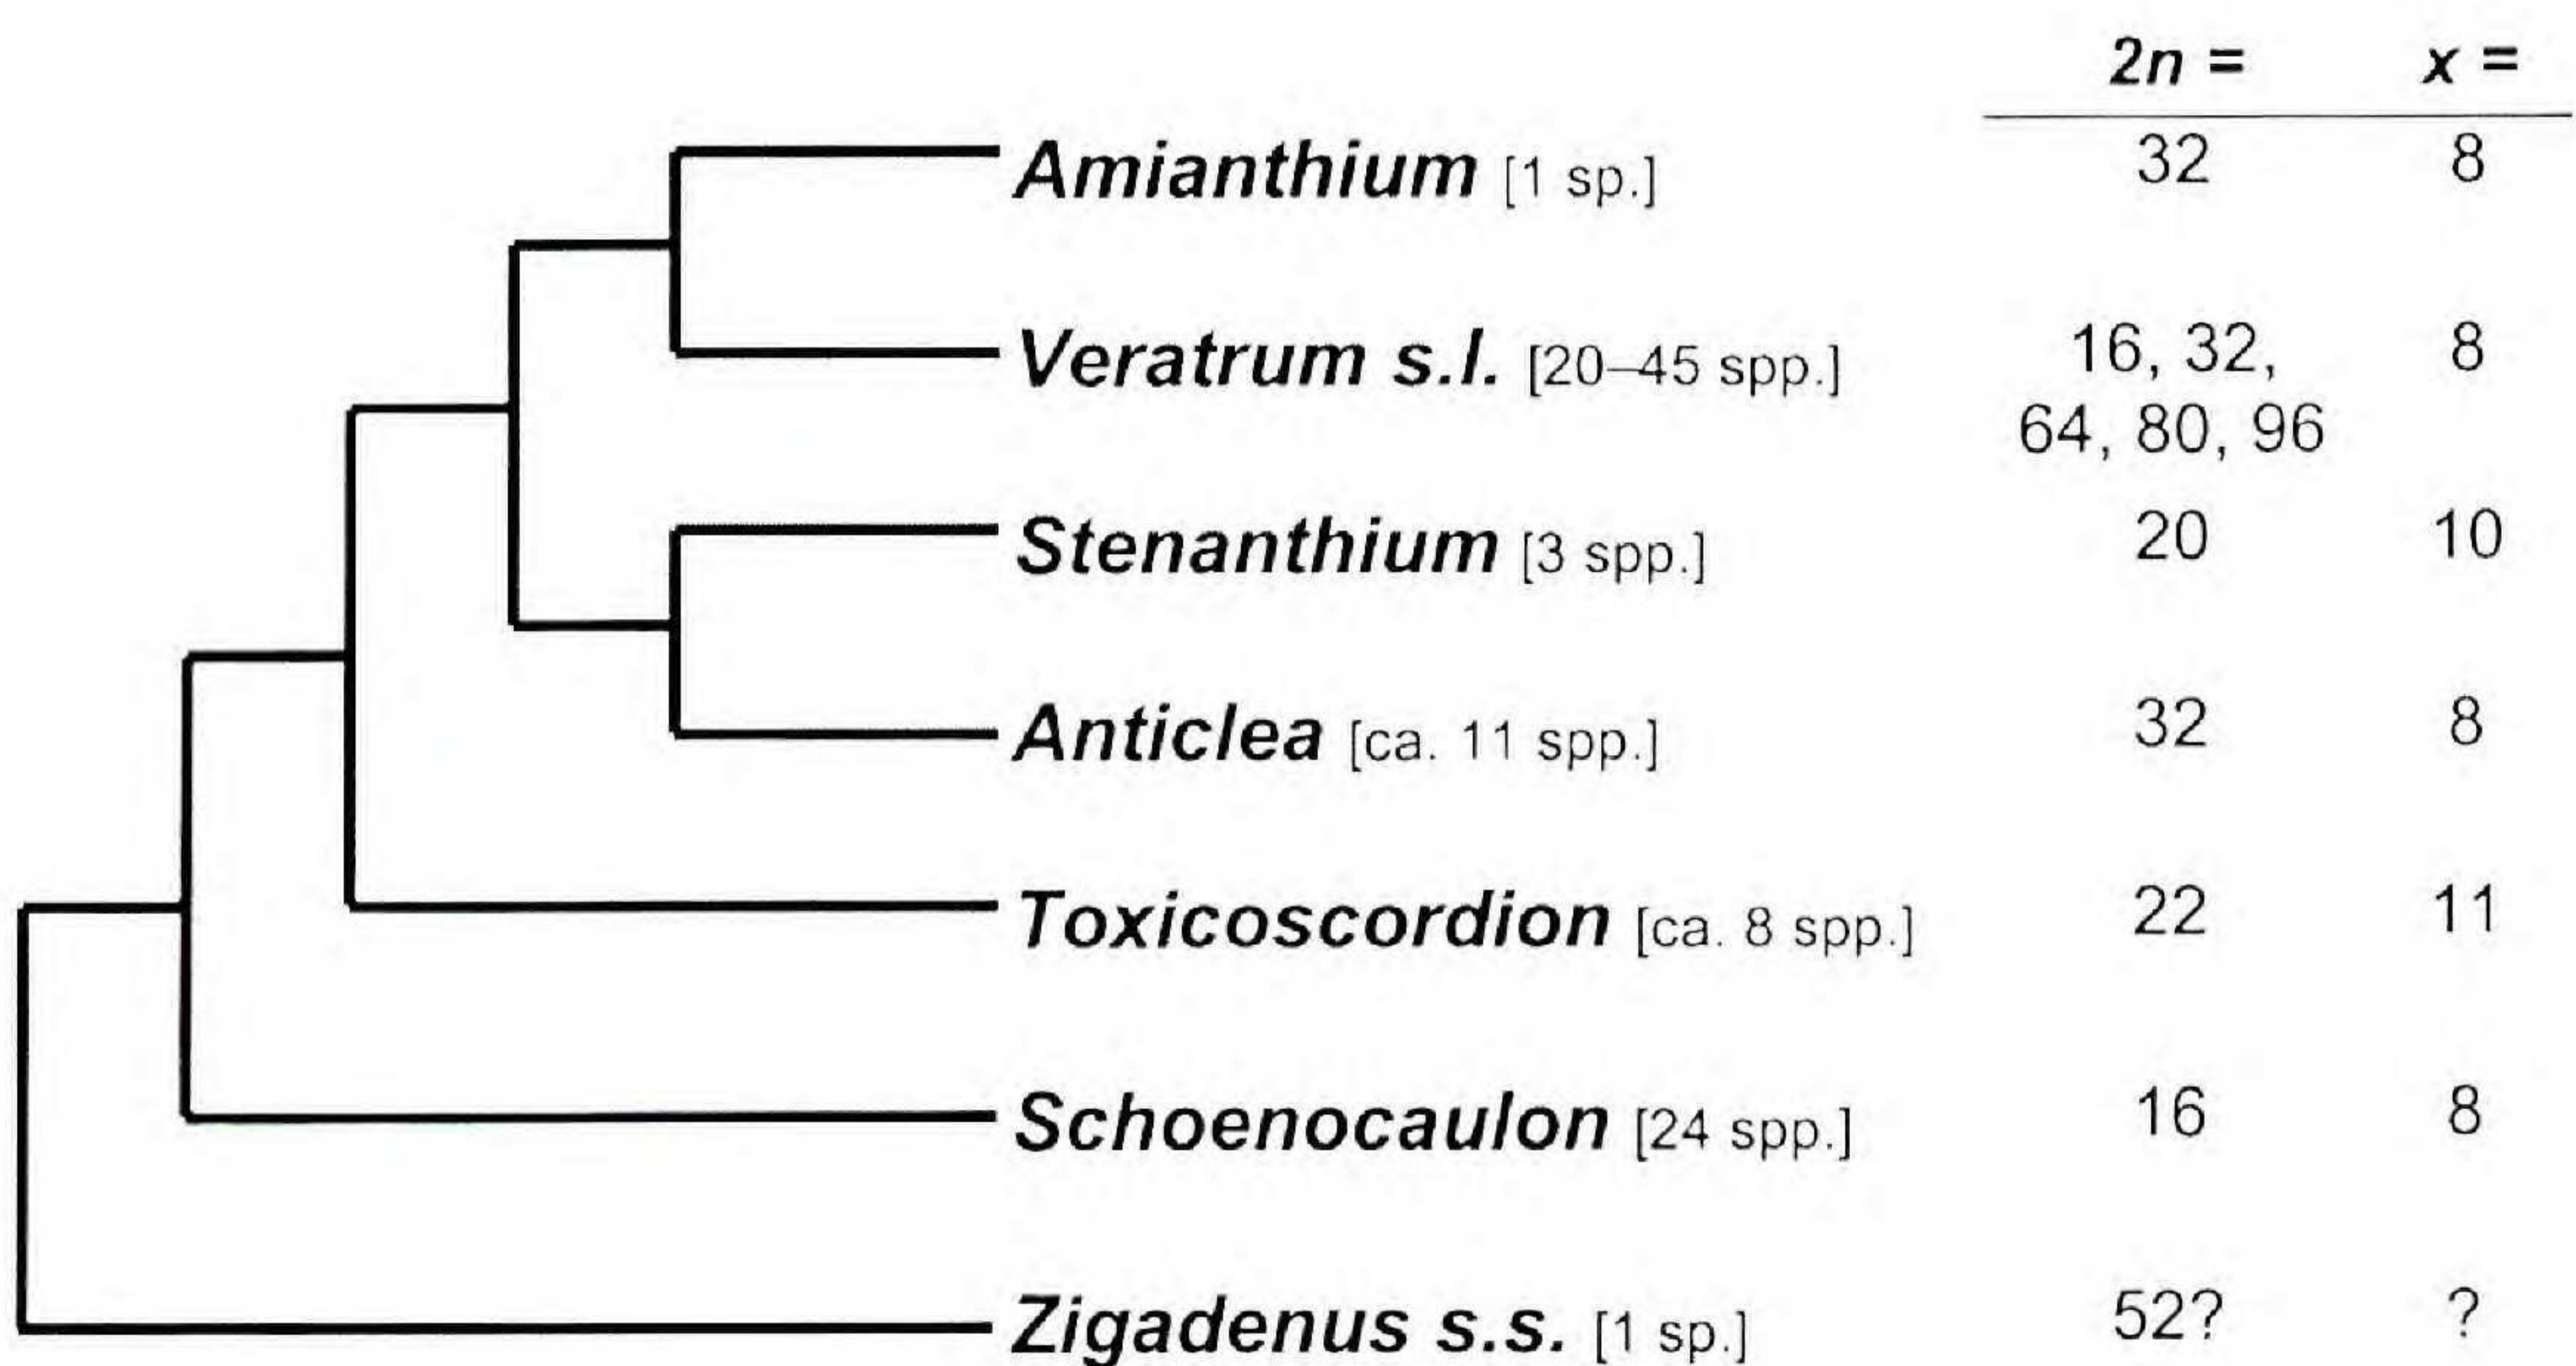 2n = x =
Amianthium [1 sp.] 32 8
Veratrum s.l. [20–45 spp.] 16, 32, 8
64, 80, 96
Stenanthium [3 spp.] 20 10
Anticlea [ca. 11 spp.] 32 8
Toxicoscordion [ca. 8 spp.] 22 11
Schoenocaulon [24 spp.] 16 8
Zigadenus s.s. [1 sp.] 52? ?